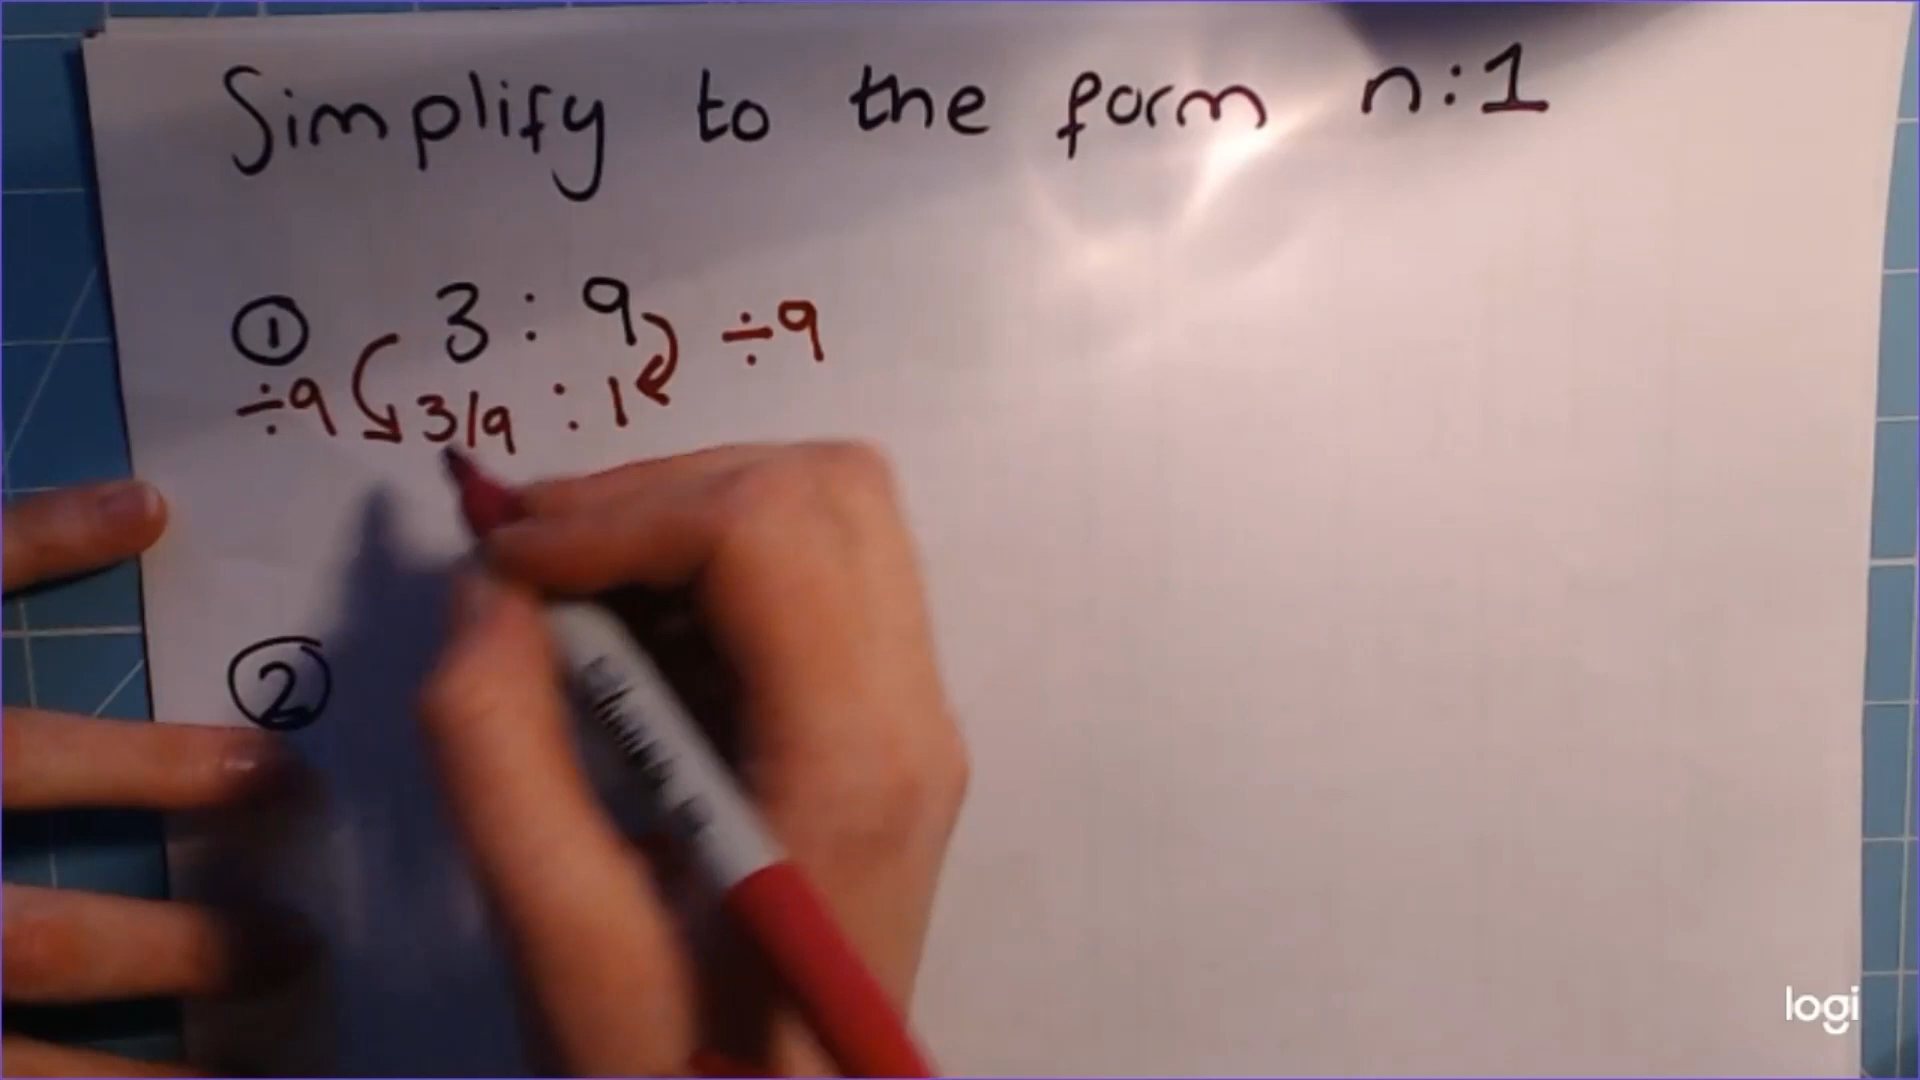 Simplify to the form n:1
① 3 : 9 ÷9
÷9 3/9 : 1
②
logi